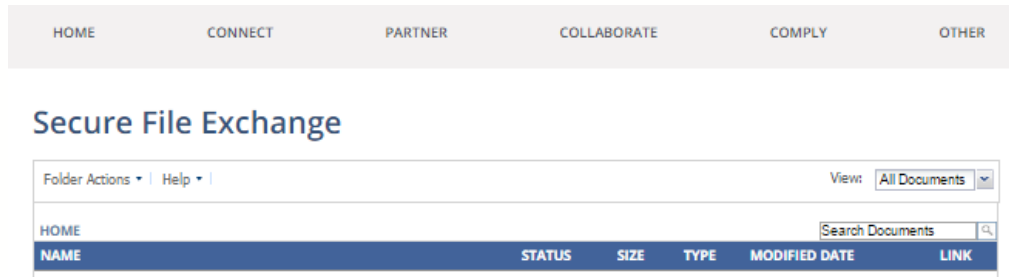 HOME CONNECT PARTNER COLLABORATE COMPLY OTHER
Secure File Exchange
Folder Actions Help View: All Documents
HOME Search Documents
NAME STATUS SIZE TYPE MODIFIED DATE LINK